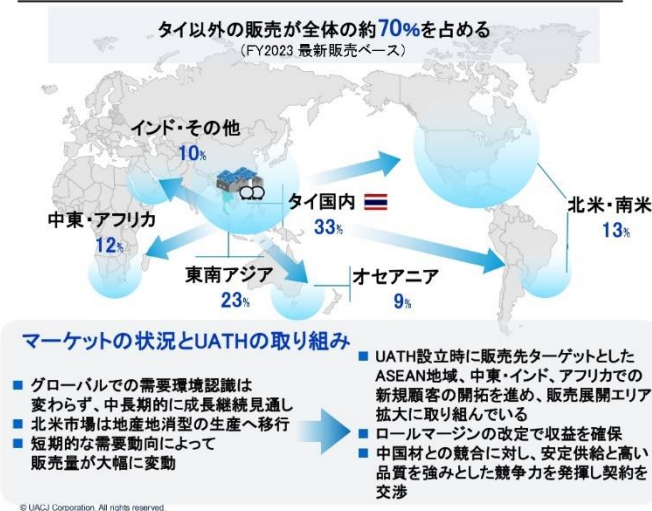 タイ以外の販売が全体の約70%を占める
(FY2023 最新販売ベース)
インド・その他
10%
タイ国内
33%
北米・南米
13%
中東・アフリカ
12%
東南アジア
23%
オセアニア
9%
マーケットの状況とUATHの取り組み
■ グローバルでの需要環境認識は
変わらず、中長期的に成長継続見通し
■ 北米市場は地産地消型の生産へ移行
■ 短期的な需要動向によって
販売量が大幅に変動
■ UATH設立時に販売先ターゲットとした
ASEAN地域、中東・インド、アフリカでの
新規顧客の開拓を進め、販売展開エリア
拡大に取り組んでいる
■ ロールマージンの改定で収益を確保
■ 中国材との競合に対し、安定供給と高い
品質を強みとした競争力を発揮し契約を
交渉
© UACJ Corporation. All rights reserved.